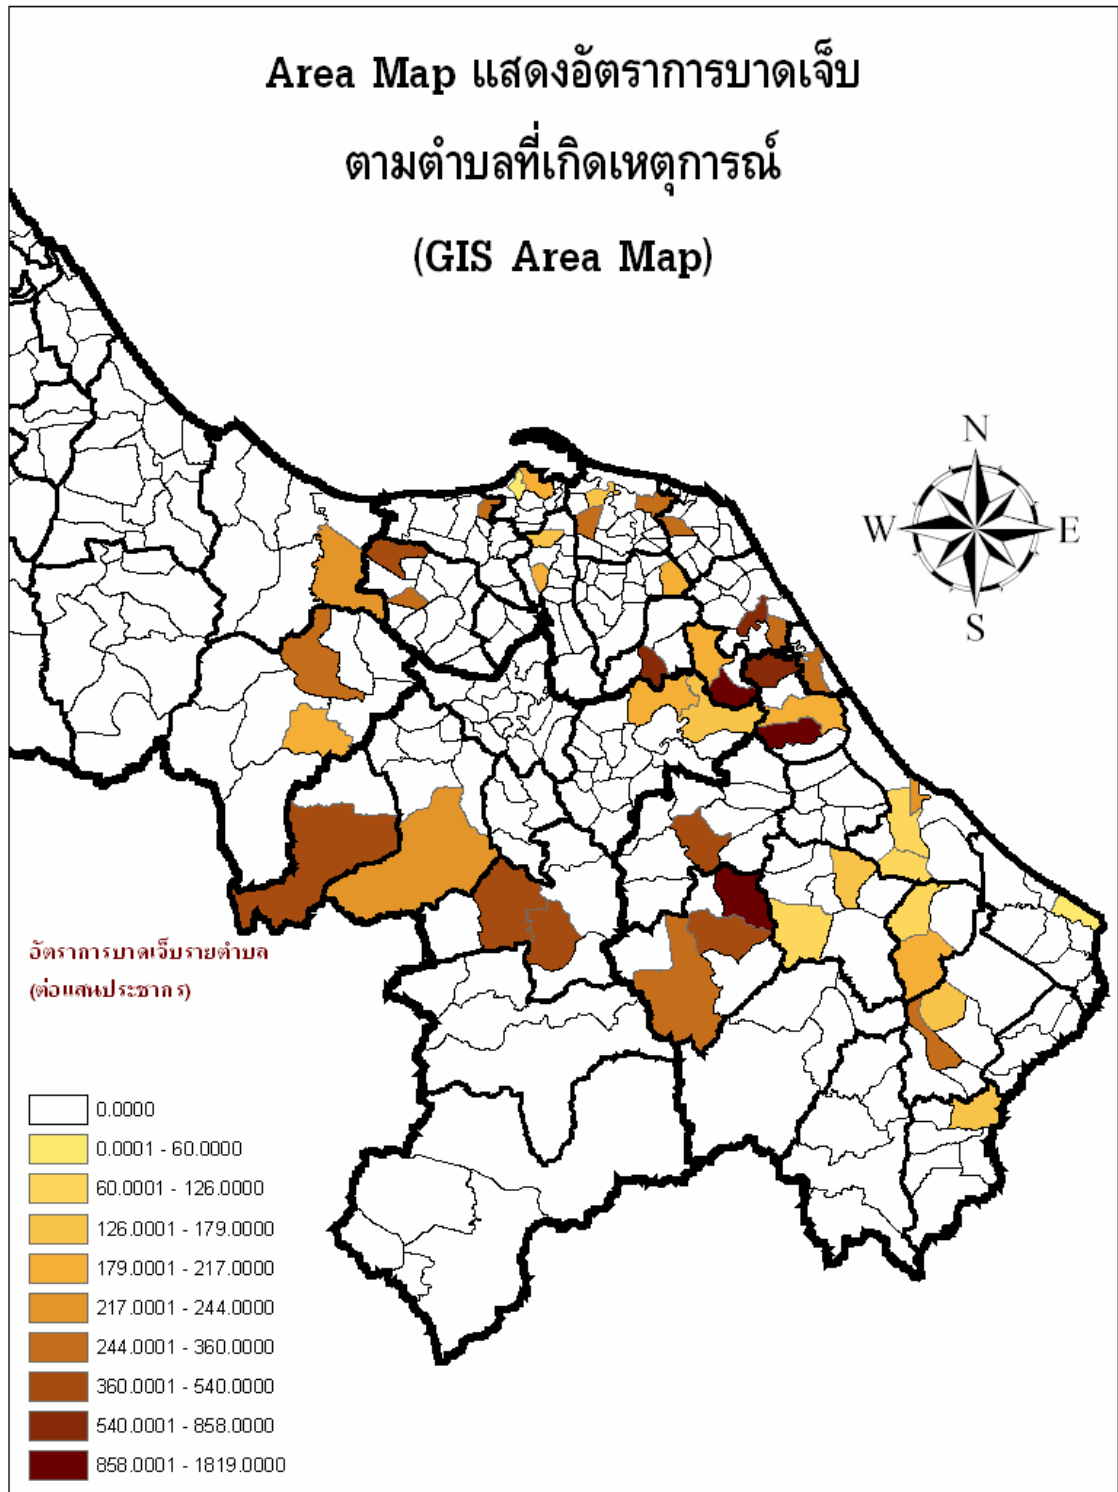 Area Map แสดงอัตราการบาดเจ็บ
ตามตำบลที่เกิดเหตุการณ์
(GIS Area Map)
N
W
E
S
อัตราการบาดเจ็บรายตำบล
(ต่อแสนประชากร)
0.0000
0.0001 - 60.0000
60.0001 - 126.0000
126.0001 - 179.0000
179.0001 - 217.0000
217.0001 - 244.0000
244.0001 - 360.0000
360.0001 - 540.0000
540.0001 - 858.0000
858.0001 - 1819.0000